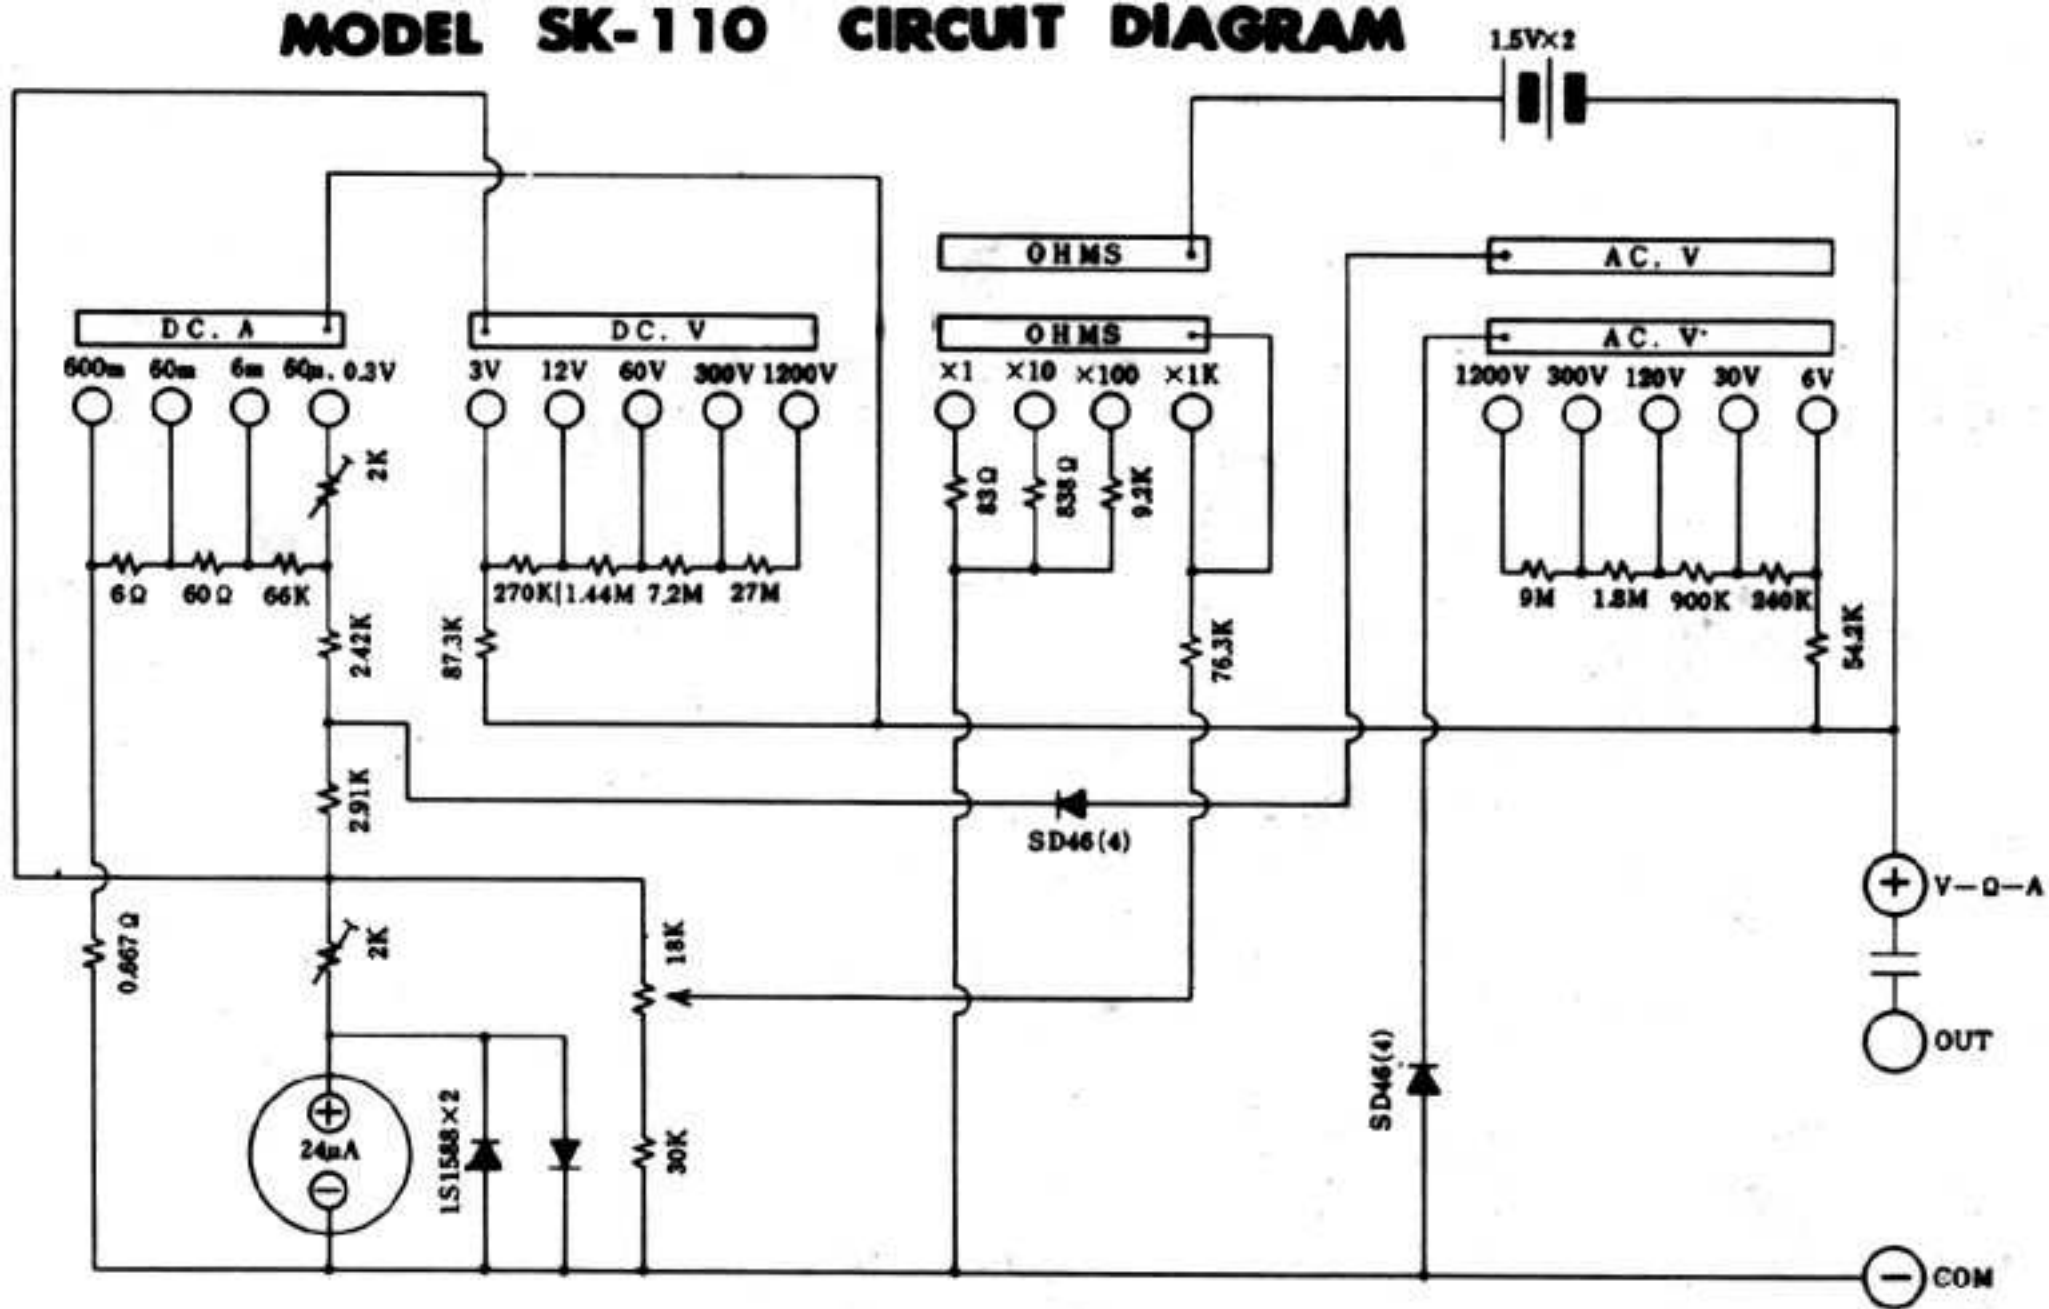 MODEL SK-110 CIRCUIT DIAGRAM
1.5V×2
OHMS
AC. V
DC. A
DC. V
OHMS
AC. V
600m 60m 6m 60µ. 0.3V
3V 12V 60V 300V 1200V
×1 ×10 ×100 ×1K
1200V 300V 120V 30V 6V
2K
83Ω
838Ω
9.2K
6Ω 60Ω 66K
270K 1.44M 7.2M 27M
9M 1.8M 900K 240K
2.42K
87.3K
76.3K
54.2K
2.91K
SD46(4)
V-Ω-A
0.667Ω
2K
18K
OUT
SD46(4)
24µA
1S1588×2
30K
COM